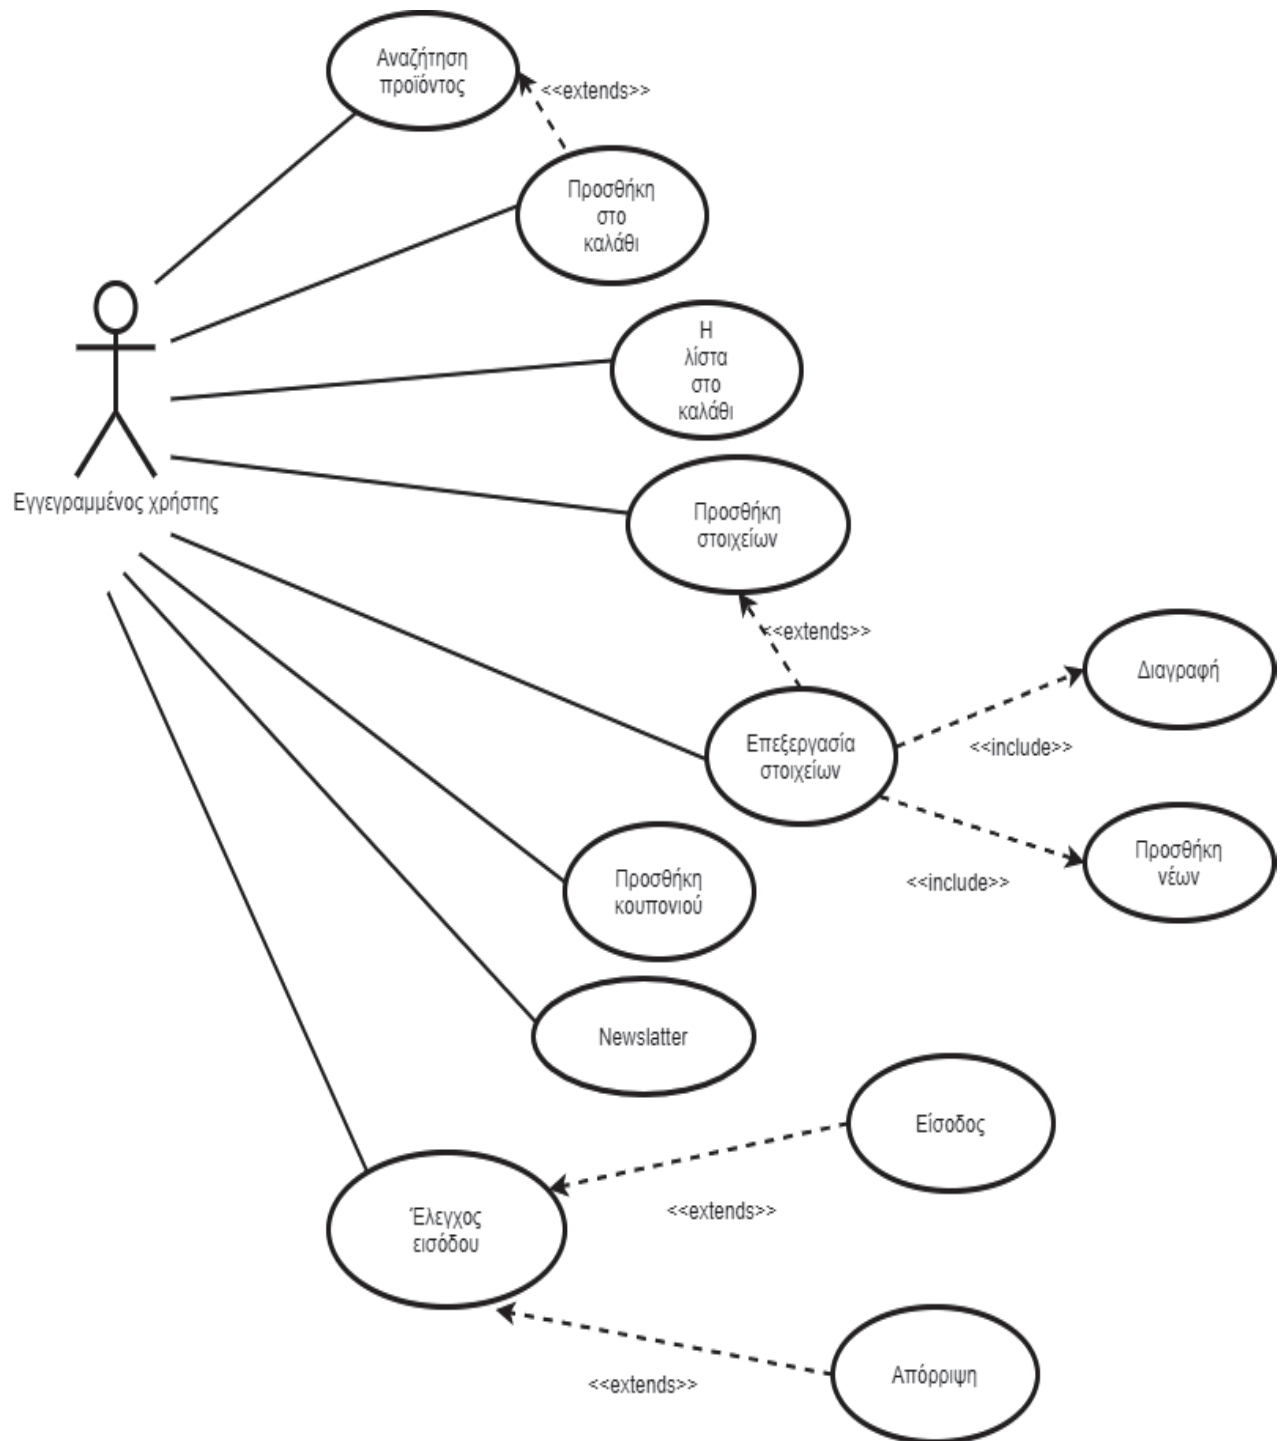 Αναζήτηση
προϊόντος
<<extends>>
Προσθήκη
στο
καλάθι
Η
λίστα
στο
καλάθι
Εγγεγραμμένος χρήστης
Προσθήκη
στοιχείων
<<extends>>
Διαγραφή
Επεξεργασία
στοιχείων
<<include>>
Προσθήκη
νέων
<<include>>
Προσθήκη
κουπονιού
Newslatter
Είσοδος
<<extends>>
Έλεγχος
εισόδου
Απόρριψη
<<extends>>